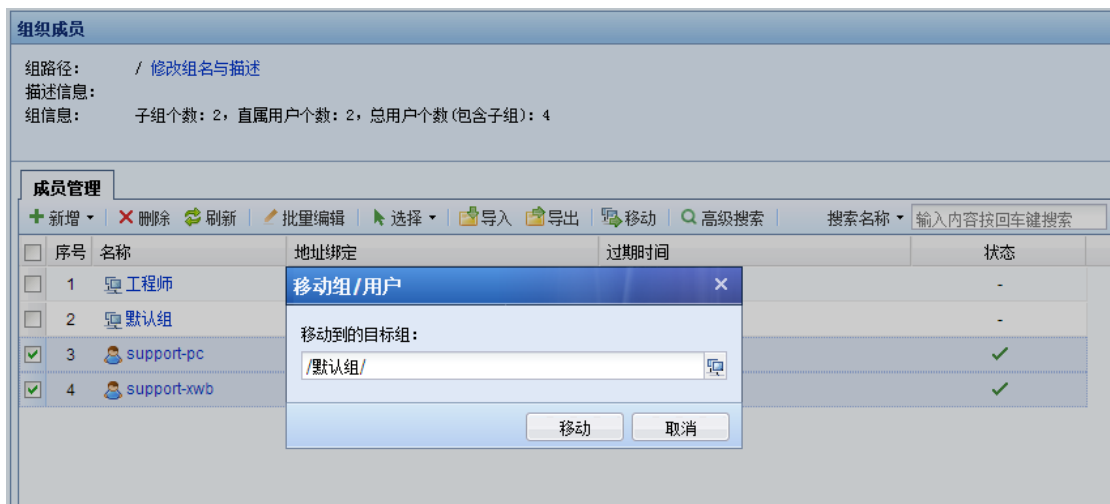 组织成员
组路径: / 修改组名与描述
描述信息:
组信息: 子组个数: 2, 直属用户个数: 2, 总用户个数(包含子组): 4
成员管理
新增 删除 刷新 批量编辑 选择 导入 导出 移动 高级搜索 搜索名称 输入内容按回车键搜索
序号 名称 地址绑定 过期时间 状态
1 工程师 -
2 默认组 -
3 support-pc
4 support-xwb
移动组/用户
移动到的目标组:
/默认组/
移动 取消